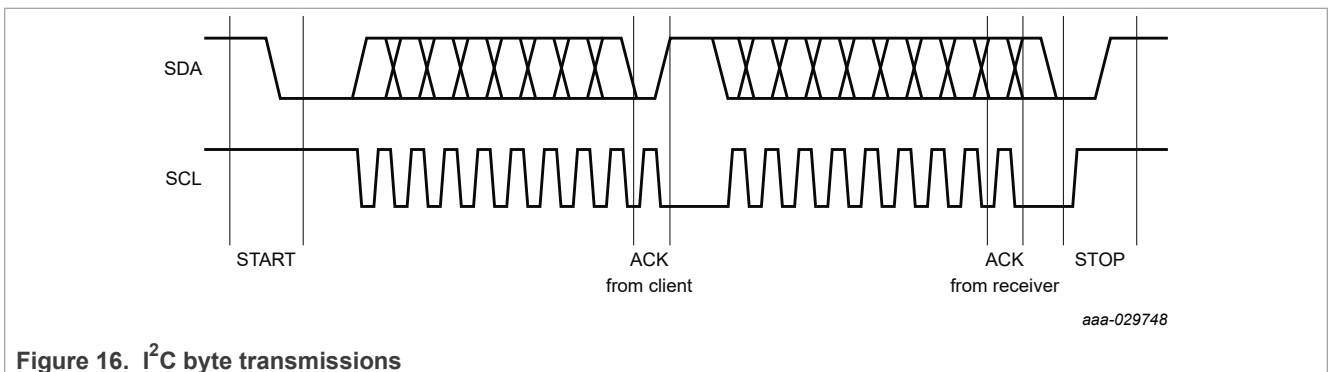 SDA
SCL
START
ACK
from client
ACK
from receiver
STOP
aaa-029748
Figure 16. I²C byte transmissions